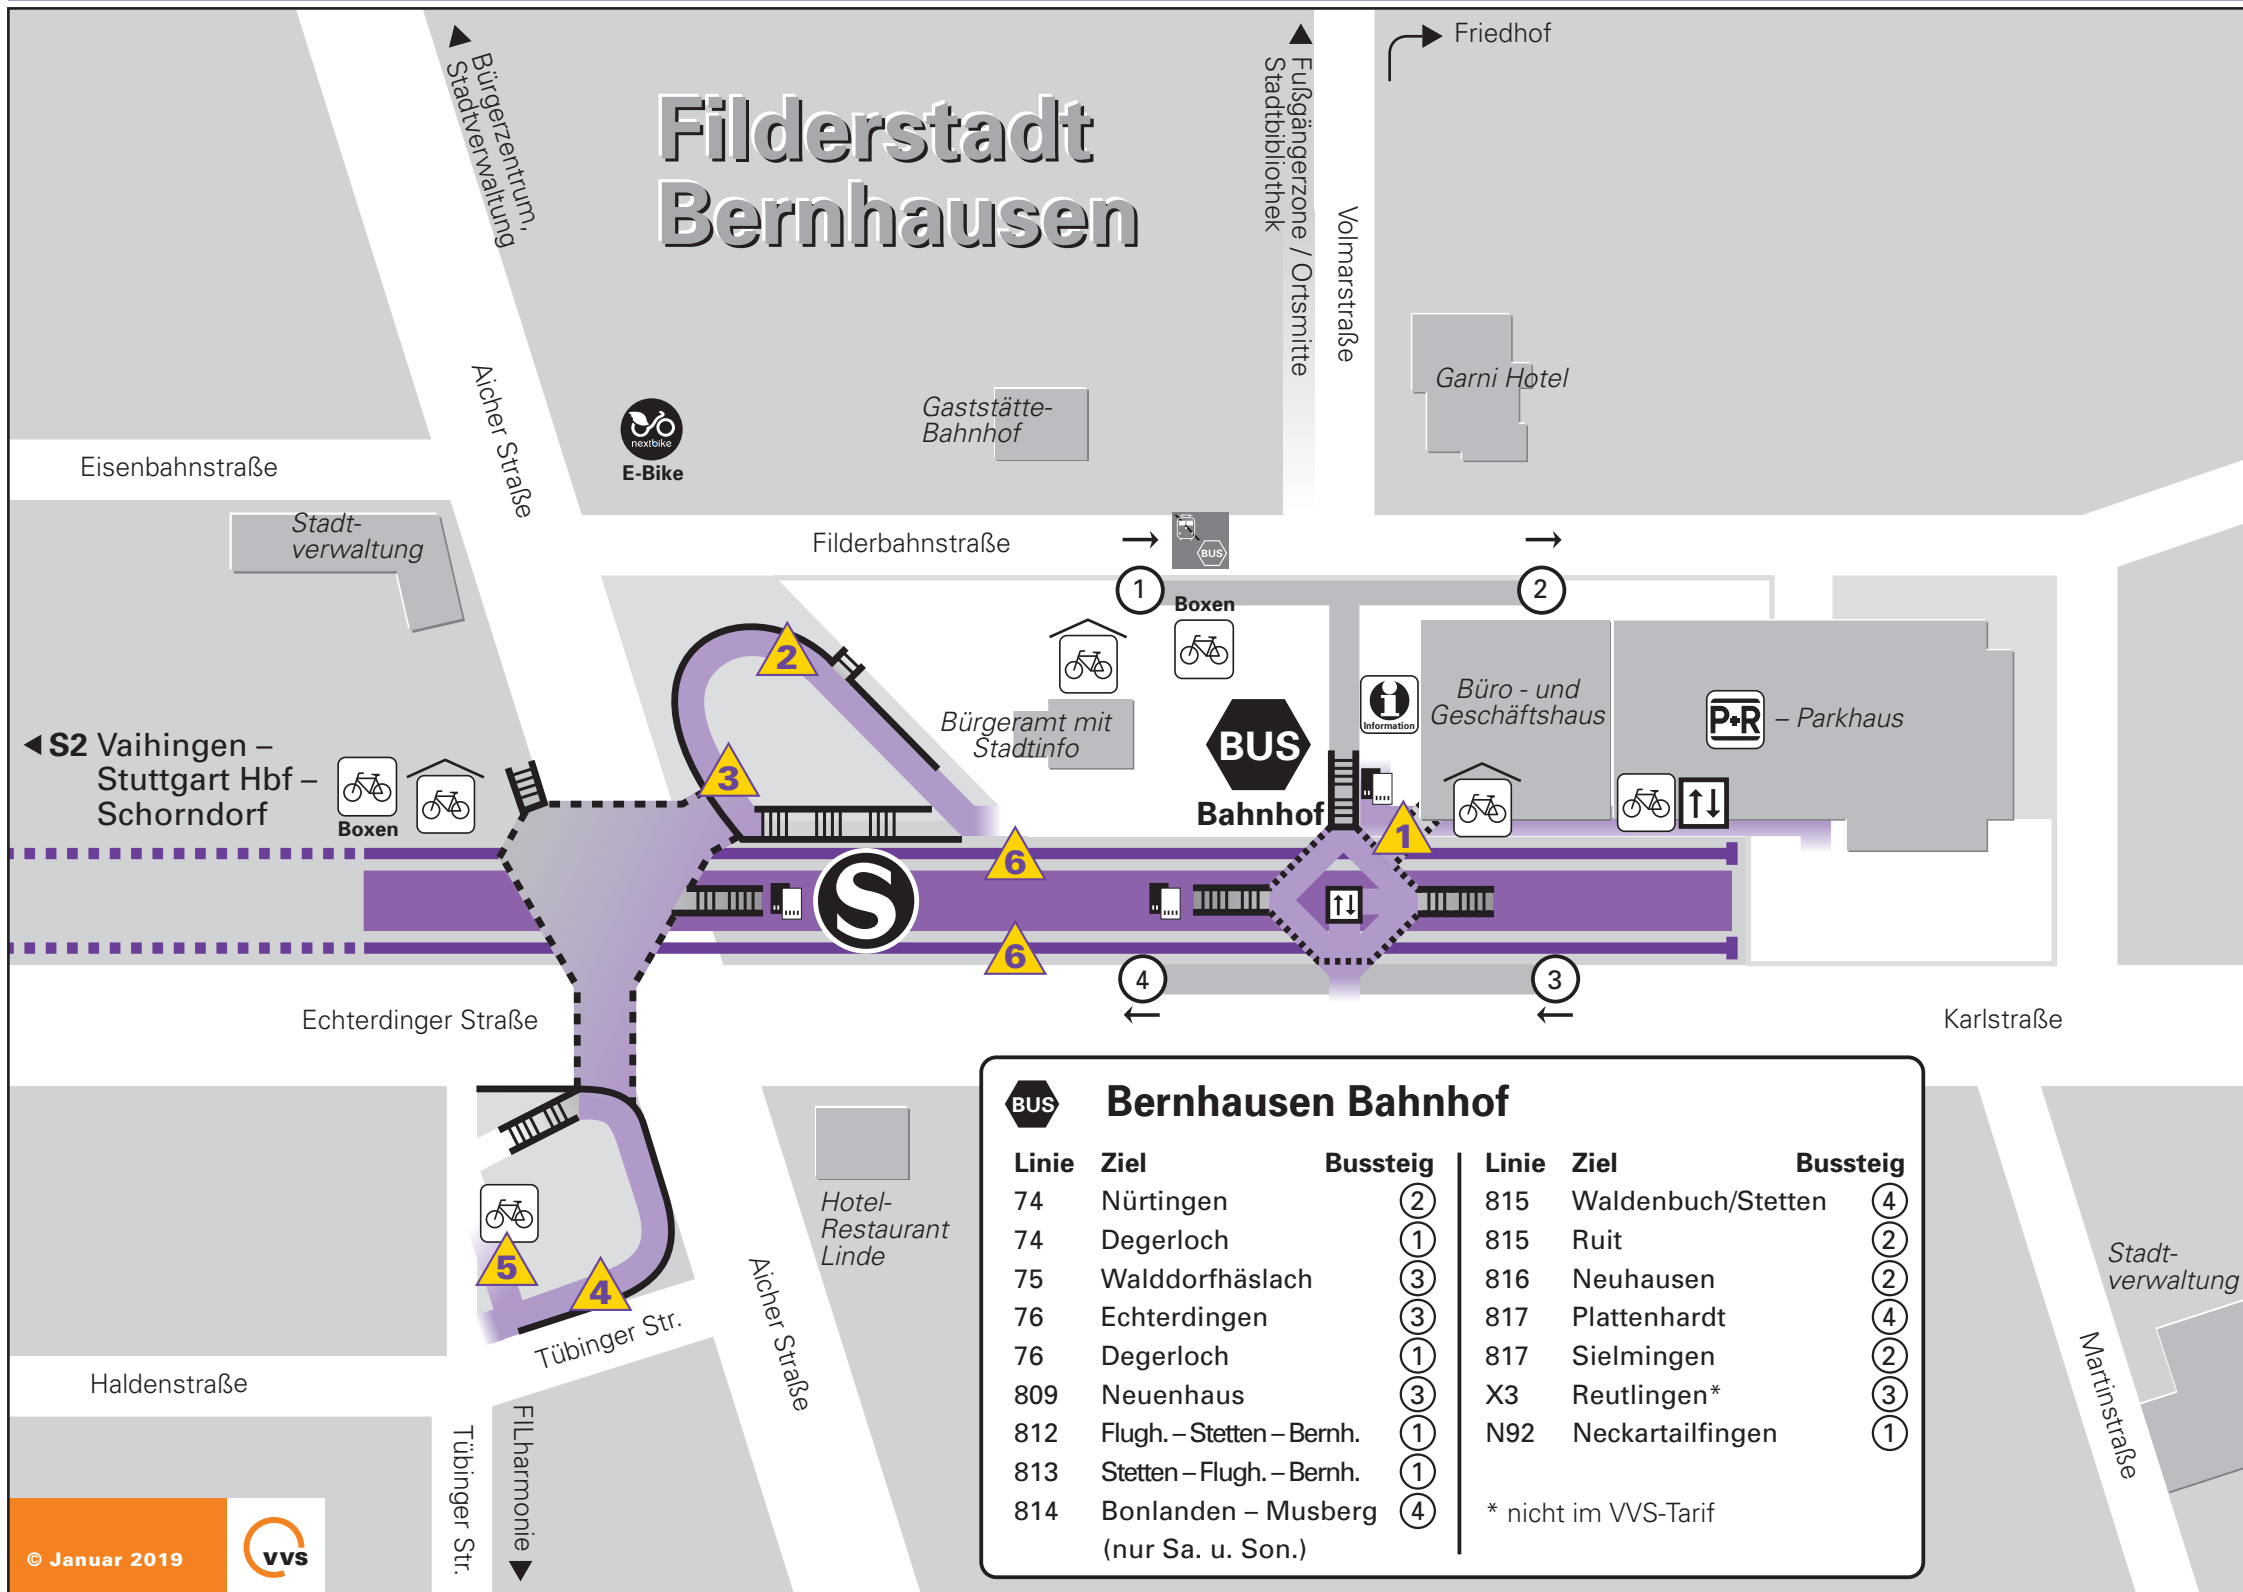 Friedhof
Bürgerzentrum,
Stadtverwaltung
Filderstadt
Bernhausen
Fußgängerzone / Ortsmitte
Stadtbibliothek
Volmarstraße
Aicher Straße
Garni Hotel
Gaststätte-
Bahnhof
nextbike
E-Bike
Eisenbahnstraße
Stadt-
verwaltung
Filderbahnstraße
BUS
1
2
Boxen
2
Büro - und
Geschäftshaus
Information
P+R – Parkhaus
Bürgeramt mit
Stadtinfo
BUS
Bahnhof
S2 Vaihingen –
Stuttgart Hbf –
Schorndorf
Boxen
3
1
6
S
6
4
3
Echterdinger Straße
Karlstraße
BUS Bernhausen Bahnhof
Linie Ziel Bussteig
74 Nürtingen 2
74 Degerloch 1
75 Walddorfhäslach 3
76 Echterdingen 3
76 Degerloch 1
809 Neuenhaus 3
812 Flugh. – Stetten – Bernh. 1
813 Stetten – Flugh. – Bernh. 1
814 Bonlanden – Musberg 4
(nur Sa. u. Son.)
Linie Ziel Bussteig
815 Waldenbuch/Stetten 4
815 Ruit 2
816 Neuhausen 2
817 Plattenhardt 4
817 Sielmingen 2
X3 Reutlingen* 3
N92 Neckartailfingen 1
* nicht im VVS-Tarif
Hotel-
Restaurant
Linde
5
4
Tübinger Str.
Aicher Straße
Stadt-
verwaltung
Martinstraße
Haldenstraße
Tübinger Str.
FILharmonie
© Januar 2019
VVS